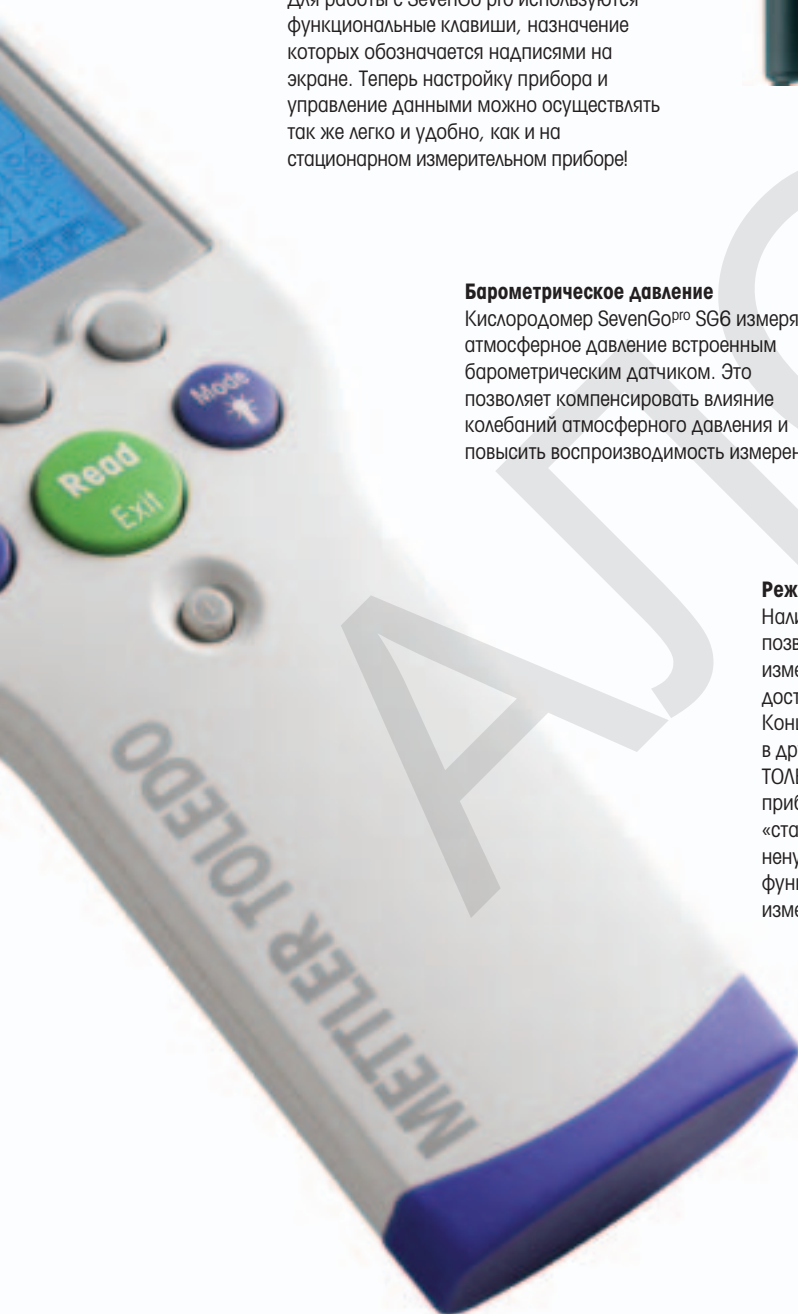 Для работы с SevenGo pro используются
функциональные клавиши, назначение
которых обозначается надписями на
экране. Теперь настройку прибора и
управление данными можно осуществлять
так же легко и удобно, как и на
стационарном измерительном приборе!
Барометрическое давление
Кислородомер SevenGopro SG6 измеря
атмосферное давление встроенным
барометрическим датчиком. Это
позволяет компенсировать влияние
колебаний атмосферного давления и
повысить воспроизводимость измерен
Mode
Read
Exit
Реж
Нали
позв
изме
дост
Конц
в др
ТОЛЬ
приб
«ста
нену
функ
изме
METTLER TOLEDO